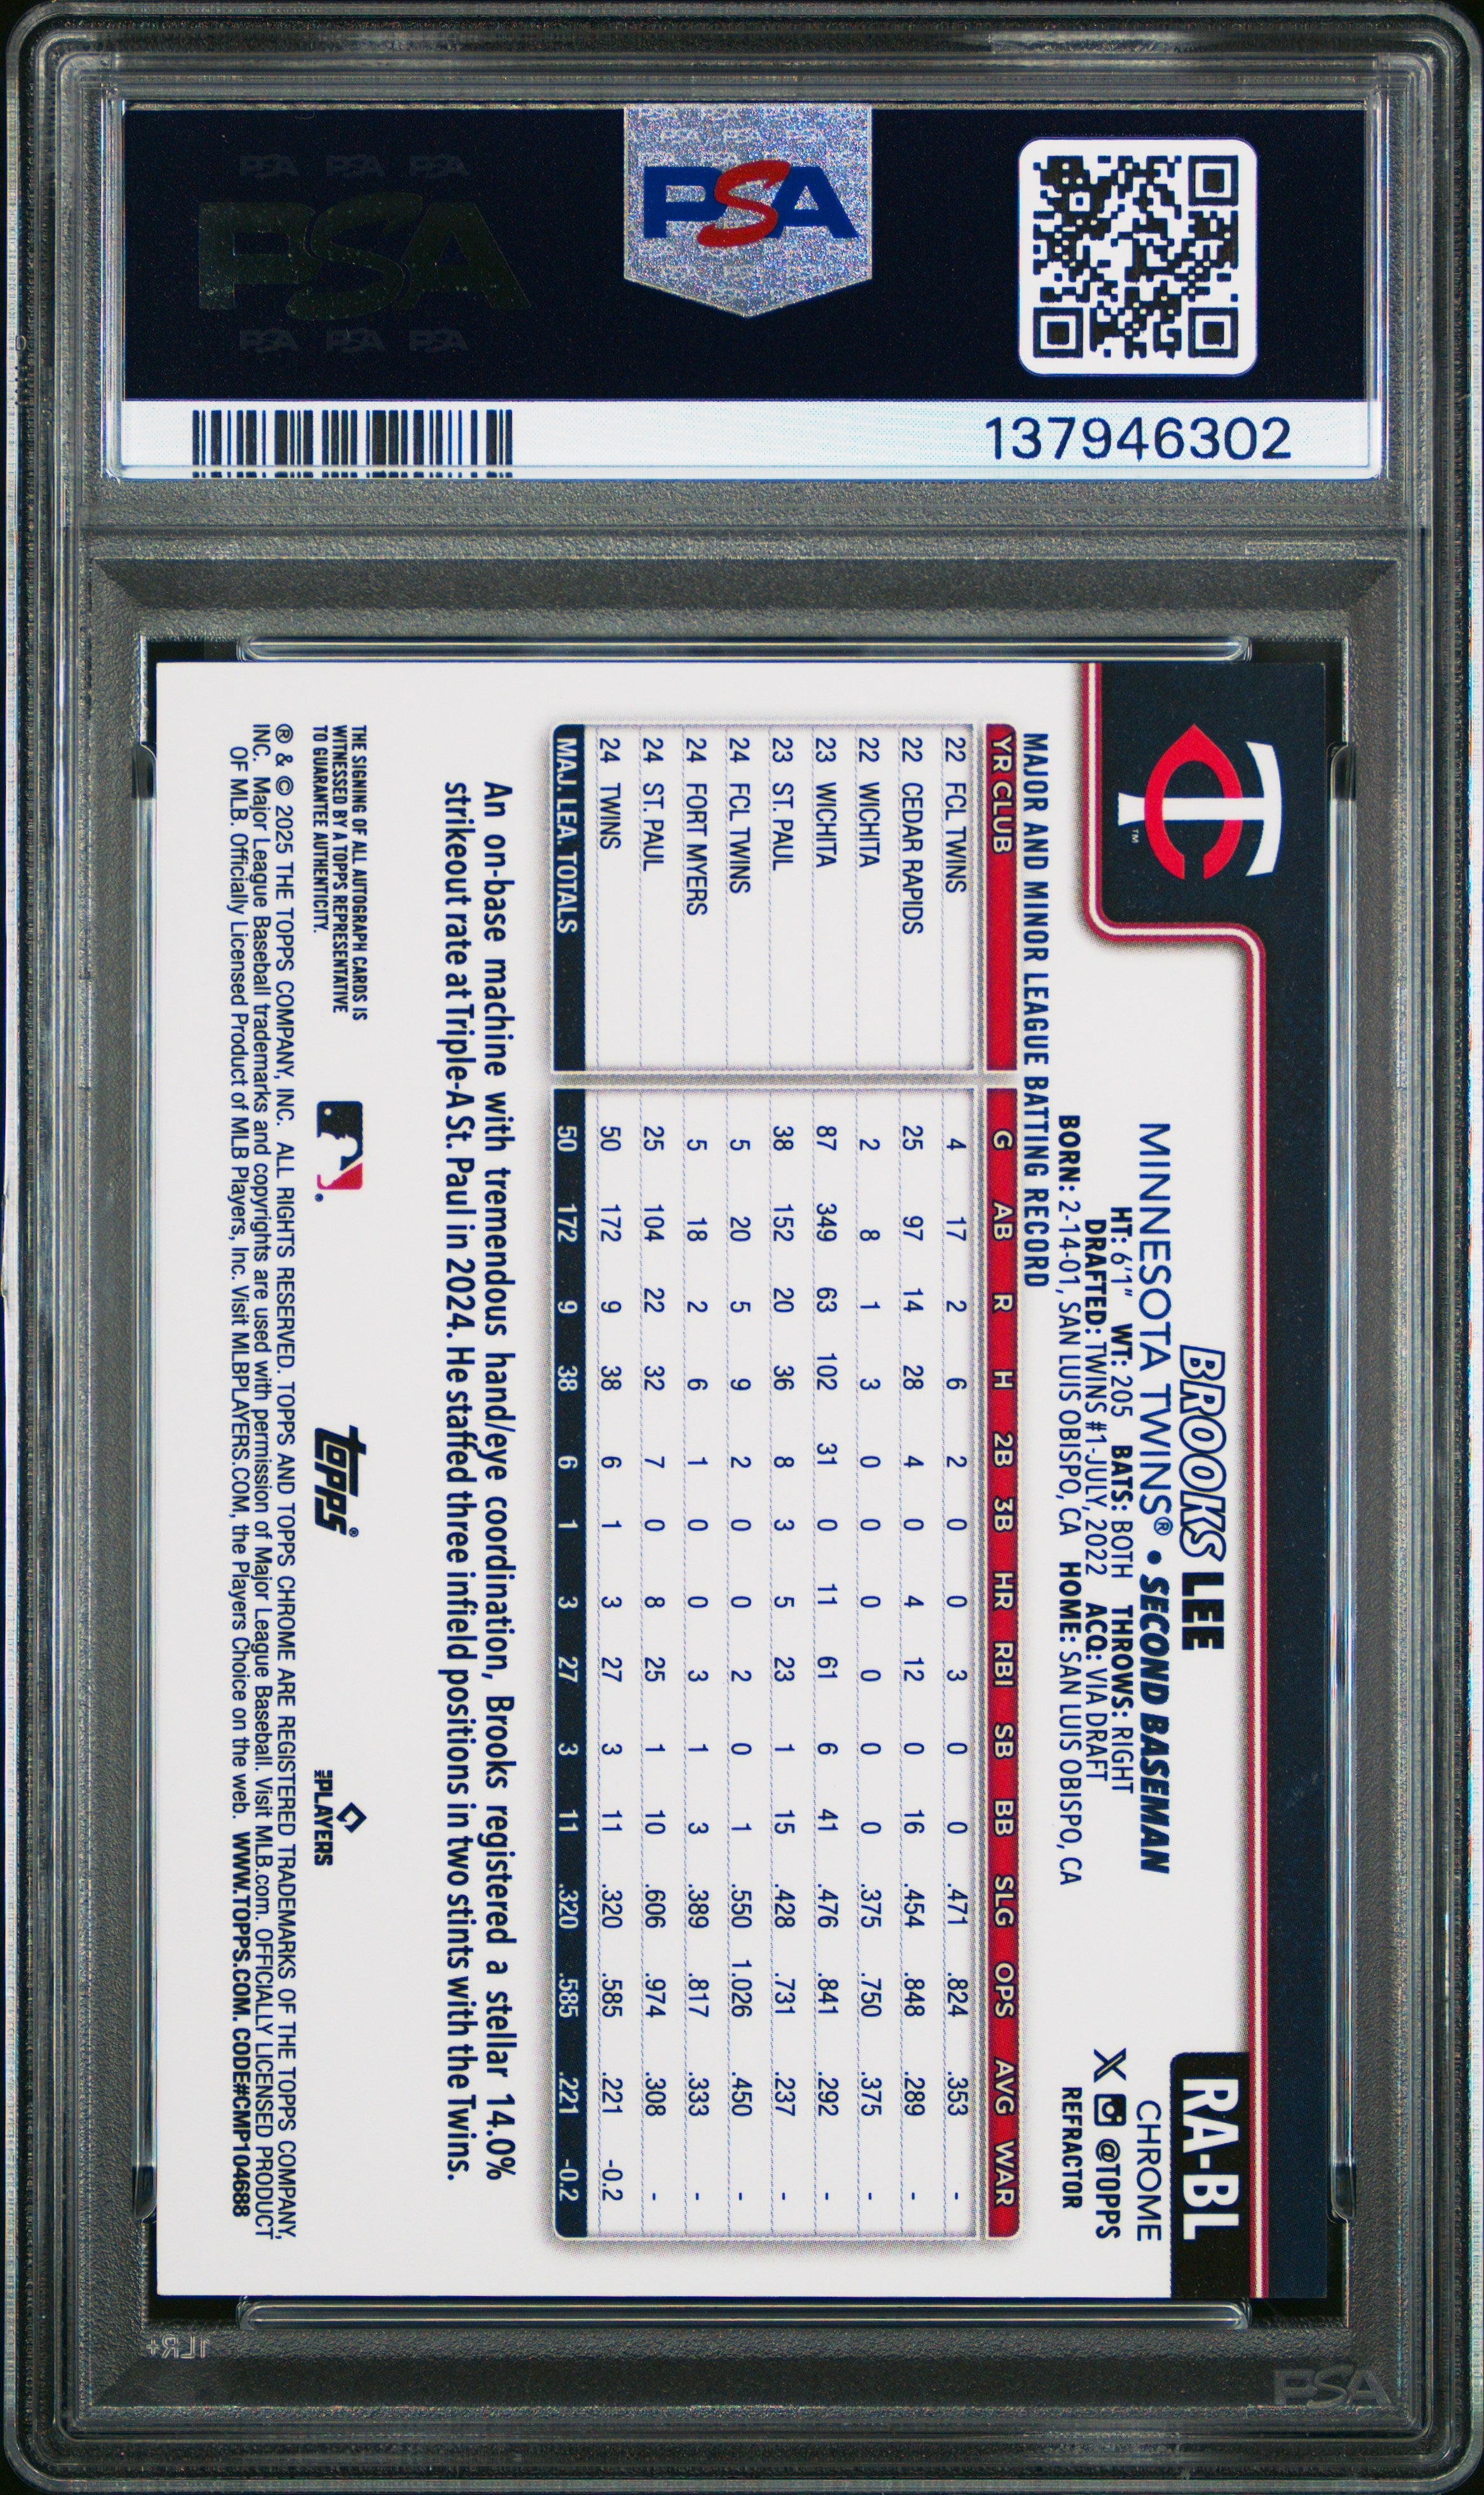 PSA PSA PSA
PSA
PSA PSA PSA
PSA
137946302
RA-BL
BROOKS LEE
CHROME
MINNESOTA TWINS® • SECOND BASEMAN
X @TOPPS
HT: 6'1" WT: 205 BATS: BOTH THROWS: RIGHT
DRAFTED: TWINS #1-JULY, 2022 ACQ: VIA DRAFT
REFRACTOR
BORN: 2-14-01, SAN LUIS OBISPO, CA HOME: SAN LUIS OBISPO, CA
TC™
MAJOR AND MINOR LEAGUE BATTING RECORD
YR CLUB G AB R H 2B 3B HR RBI SB BB SLG OPS AVG WAR
22 FCL TWINS 4 17 2 6 2 0 0 3 0 0 .471 .824 .353 -
22 CEDAR RAPIDS 25 97 14 28 4 0 4 12 0 16 .454 .848 .289 -
22 WICHITA 2 8 1 3 0 0 0 0 0 0 .375 .750 .375 -
23 WICHITA 87 349 63 102 31 0 11 61 6 41 .476 .841 .292 -
23 ST. PAUL 38 152 20 36 8 3 5 23 1 15 .428 .731 .237 -
24 FCL TWINS 5 20 5 9 2 0 0 2 0 1 .550 1.026 .450 -
24 FORT MYERS 5 18 2 6 1 0 0 3 1 3 .389 .817 .333 -
24 ST. PAUL 25 104 22 32 7 0 8 25 1 10 .606 .974 .308 -
24 TWINS 50 172 9 38 6 1 3 27 3 11 .320 .585 .221 -0.2
MAJ. LEA. TOTALS 50 172 9 38 6 1 3 27 3 11 .320 .585 .221 -0.2
An on-base machine with tremendous hand/eye coordination, Brooks registered a stellar 14.0%
strikeout rate at Triple-A St. Paul in 2024. He staffed three infield positions in two stints with the Twins.
THE SIGNING OF ALL AUTOGRAPH CARDS IS
WITNESSED BY A TOPPS REPRESENTATIVE
TO GUARANTEE AUTHENTICITY.
topps®
MLB PLAYERS
® & © 2025 THE TOPPS COMPANY, INC. ALL RIGHTS RESERVED. TOPPS AND TOPPS CHROME ARE REGISTERED TRADEMARKS OF THE TOPPS COMPANY,
INC. Major League Baseball trademarks and copyrights are used with permission of Major League Baseball. Visit MLB.com. OFFICIALLY LICENSED PRODUCT
OF MLB. Officially Licensed Product of MLB Players, Inc. Visit MLBPLAYERS.COM, the Players Choice on the web. WWW.TOPPS.COM. CODE#CMP104688
1LR+
PSA